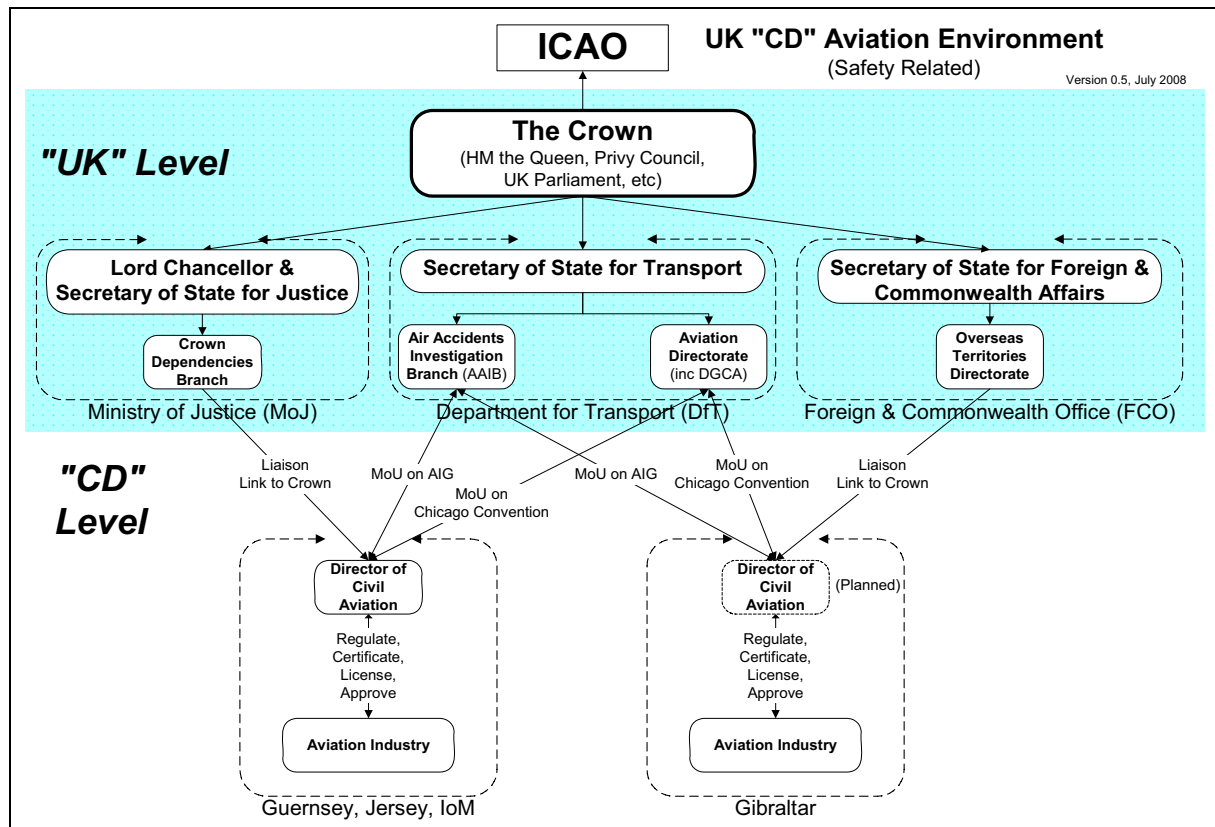 ICAO
UK "CD" Aviation Environment
(Safety Related)
Version 0.5, July 2008
"UK" Level
The Crown
(HM the Queen, Privy Council,
UK Parliament, etc)
Lord Chancellor &
Secretary of State for Justice
Secretary of State for Transport
Secretary of State for Foreign &
Commonwealth Affairs
Crown
Dependencies
Branch
Air Accidents
Investigation
Branch (AAIB)
Aviation
Directorate
(inc DGCA)
Overseas
Territories
Directorate
Ministry of Justice (MoJ)
Department for Transport (DfT)
Foreign & Commonwealth Office (FCO)
"CD"
Level
Liaison
Link to Crown
MoU on AIG
MoU on
Chicago Convention
MoU on AIG
MoU on
Chicago Convention
Liaison
Link to Crown
Director of
Civil
Aviation
Regulate,
Certificate,
License,
Approve
Aviation Industry
Guernsey, Jersey, IoM
Director of
Civil
Aviation
(Planned)
Regulate,
Certificate,
License,
Approve
Aviation Industry
Gibraltar